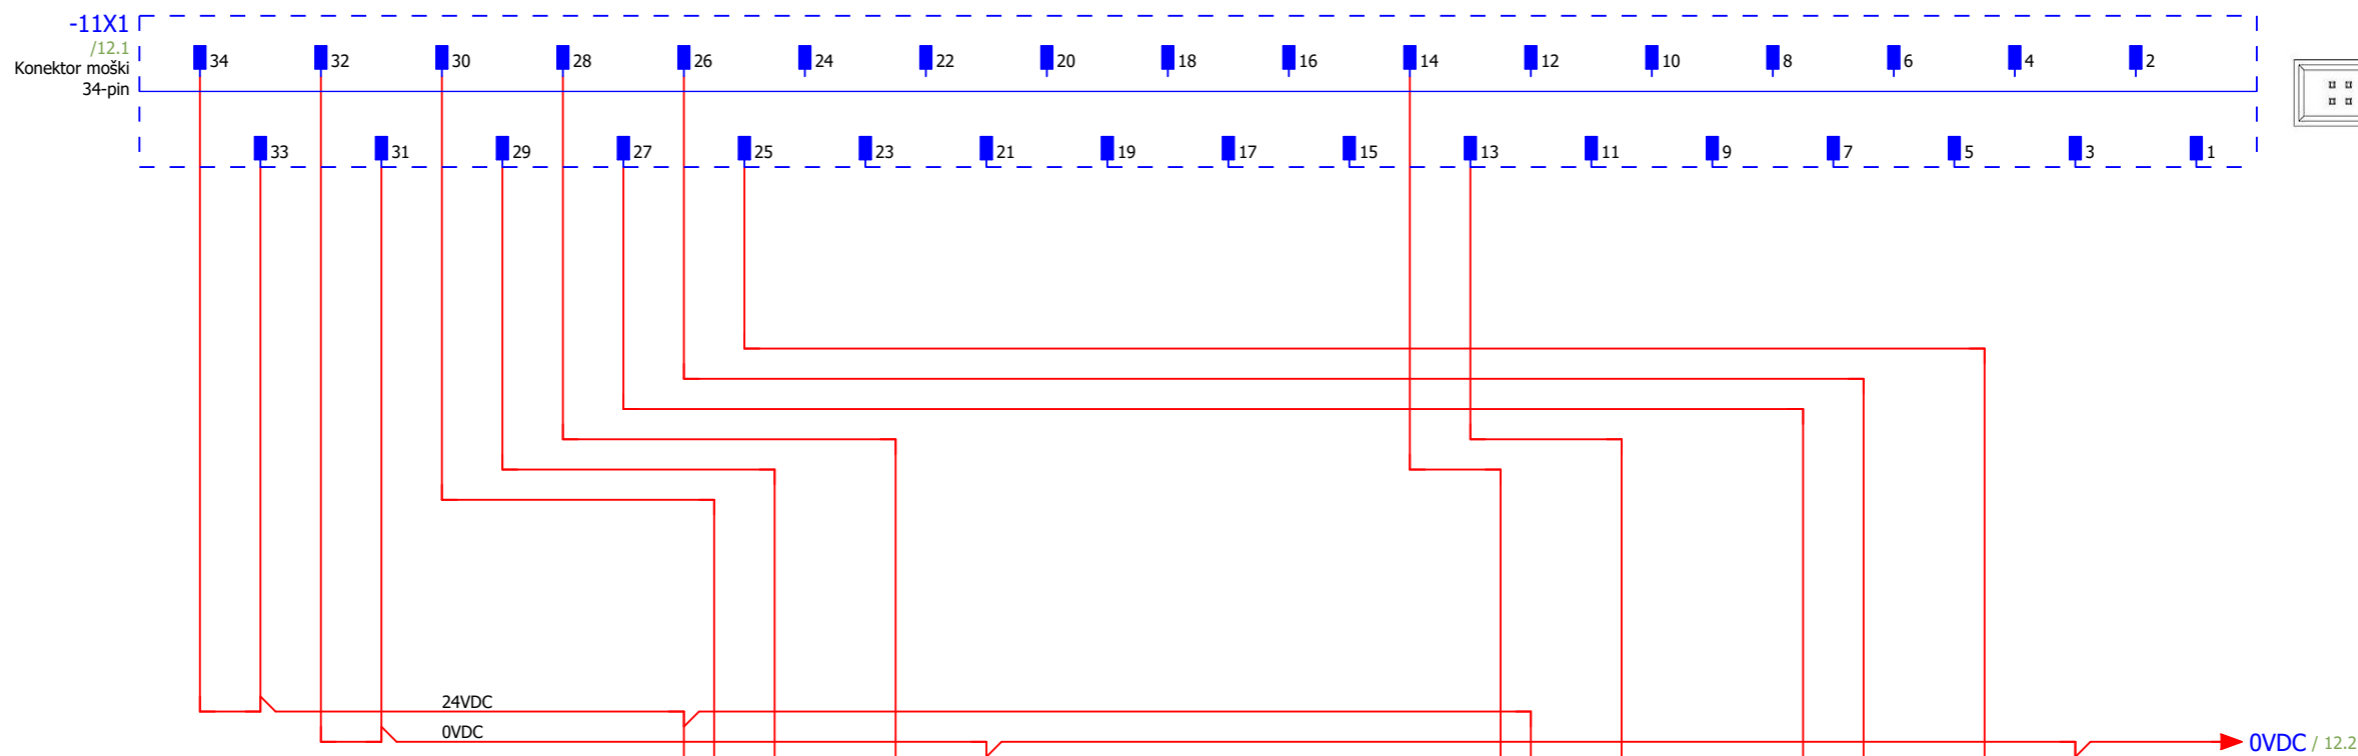 -11X1
/12.1
Konektor moški
34-pin
34 32 30 28 26 24 22 20 18 16 14 12 10 8 6 4 2
33 31 29 27 25 23 21 19 17 15 13 11 9 7 5 3 1
24VDC
0VDC
0VDC / 12.2